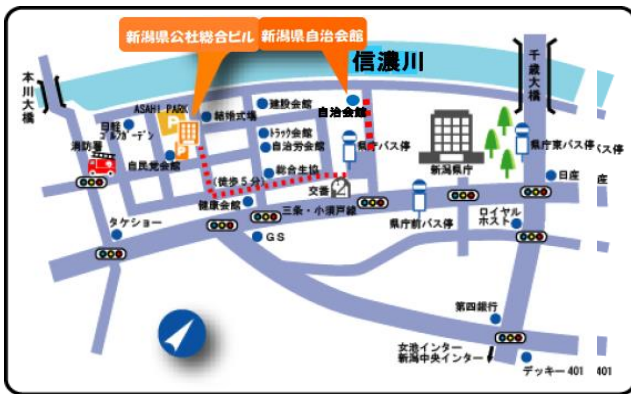 新潟県公社総合ビル
新潟県自治会館
信濃川
本川大橋
千歳大橋
ASAHI PARK
P
結婚式場
建設会館
自治会館
日軽
ゴルフガーデン
消防署
自民党会館
トラック会館
自治労会館
総合生協
県庁バス停
新潟県庁
県庁東バス停
バス停
(徒歩5分)
交番
日産
産
健康会館
三条・小須戸線
県庁前バス停
ロイヤル
ホスト
タケショー
GS
第四銀行
女池インター
新潟中央インター
デッキー 401
401